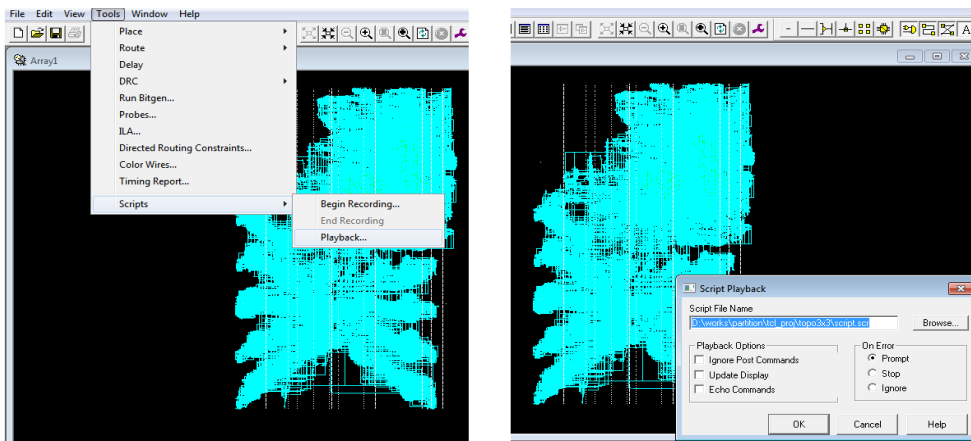 File Edit View Tools Window Help
Array1
Place
Route
Delay
DRC
Run Bitgen...
Probes...
ILA...
Directed Routing Constraints...
Color Wires...
Timing Report...
Scripts
Begin Recording...
End Recording
Playback...
A
Script Playback
Script File Name
D:\works\partition\tcl_proj\topo3x3\script.scr
Browse...
Playback Options
Ignore Post Commands
Update Display
Echo Commands
On Error
Prompt
Stop
Ignore
OK Cancel Help